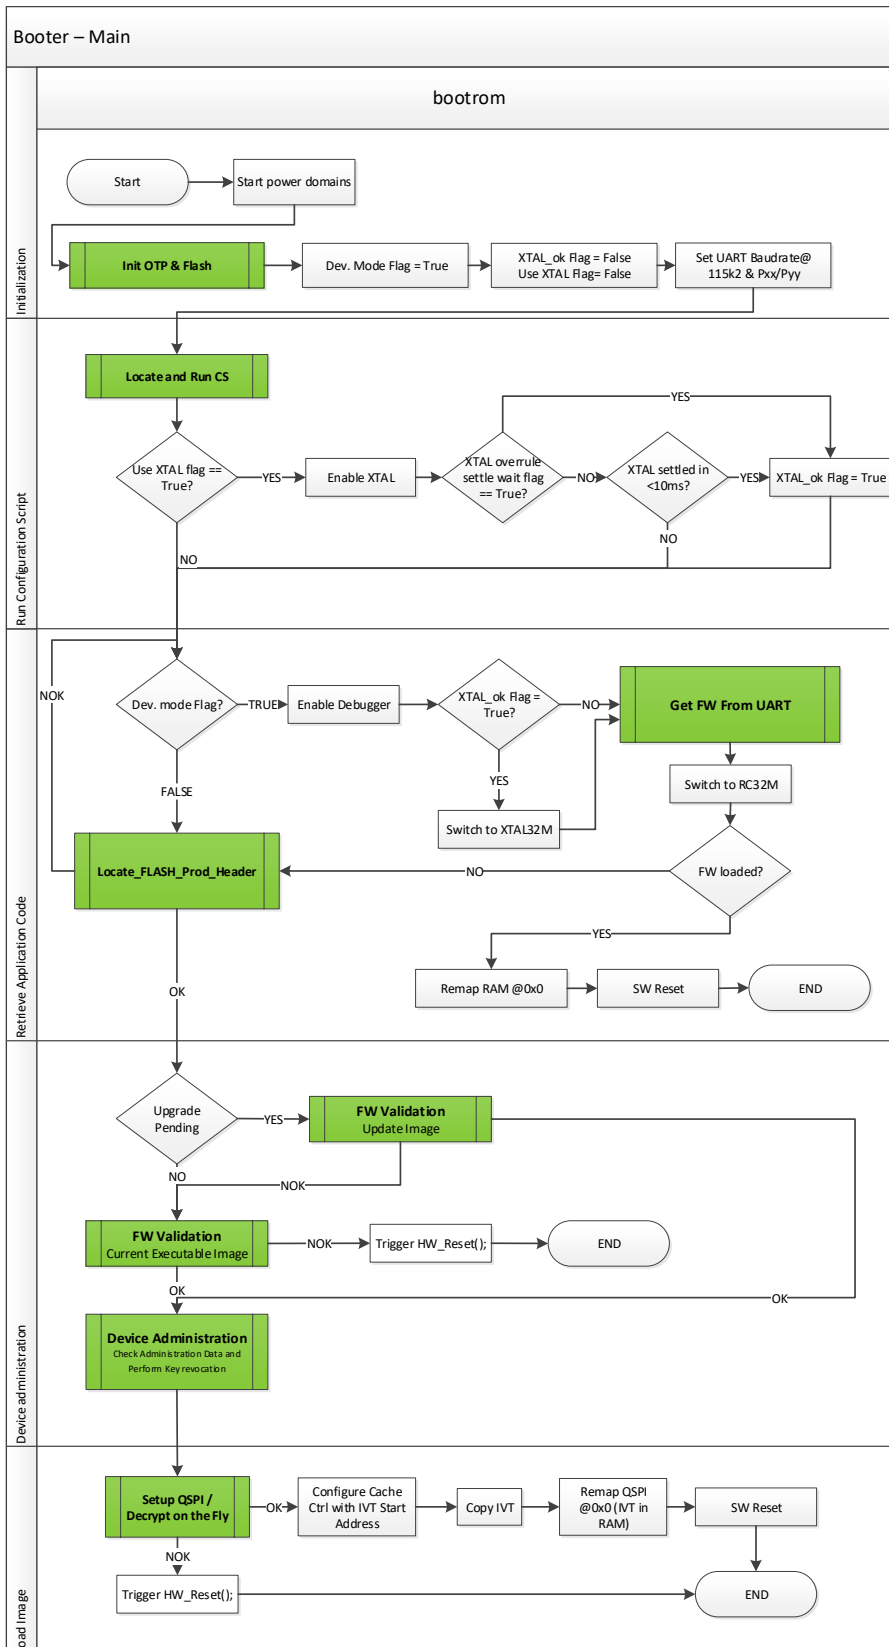 Booter – Main
bootrom
Initialization
Start
Start power domains
Init OTP & Flash
Dev. Mode Flag = True
XTAL_ok Flag = False
Use XTAL Flag= False
Set UART Baudrate@
115k2 & Pxx/Pyy
Run Configuration Script
Locate and Run CS
YES
Use XTAL flag ==
True?
YES
Enable XTAL
XTAL overrule
settle wait flag
== True?
NO
XTAL settled in
<10ms?
YES
XTAL_ok Flag = True
NO
NO
Retrieve Application Code
NOK
Dev. mode Flag?
TRUE
Enable Debugger
XTAL_ok Flag =
True?
NO
Get FW From UART
YES
Switch to RC32M
FALSE
Switch to XTAL32M
Locate_FLASH_Prod_Header
NO
FW loaded?
YES
OK
Remap RAM @0x0
SW Reset
END
Device administration
Upgrade
Pending
YES
FW Validation
Update Image
NO
NOK
FW Validation
Current Executable Image
NOK
Trigger HW_Reset();
END
OK
OK
Device Administration
Check Administration Data and
Perform Key revocation
oad Image
Setup QSPI /
Decrypt on the Fly
OK
Configure Cache
Ctrl with IVT Start
Address
Copy IVT
Remap QSPI
@0x0 (IVT in
RAM)
SW Reset
NOK
Trigger HW_Reset();
END